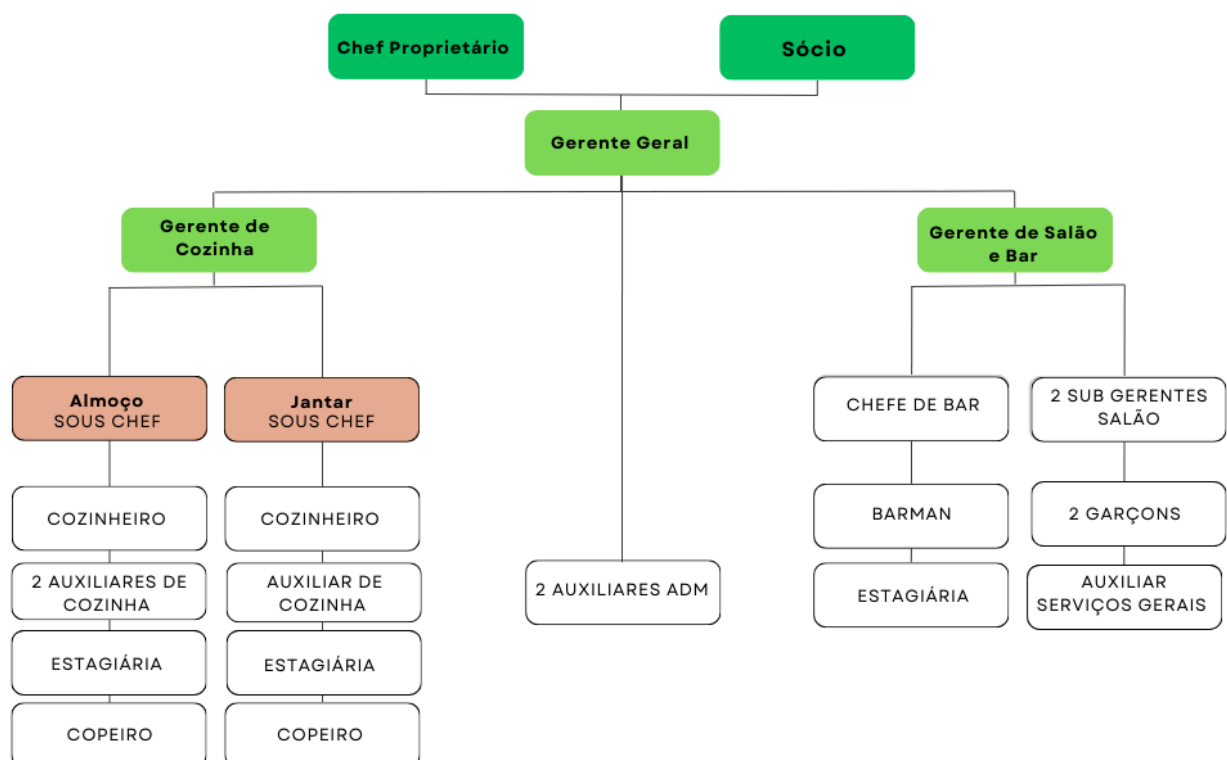 Chef Proprietário
Sócio
Gerente Geral
Gerente de
Cozinha
Gerente de Salão
e Bar
Almoço
SOUS CHEF
Jantar
SOUS CHEF
CHEFE DE BAR
2 SUB GERENTES
SALÃO
COZINHEIRO
COZINHEIRO
BARMAN
2 GARÇONS
2 AUXILIARES DE
COZINHA
AUXILIAR DE
COZINHA
2 AUXILIARES ADM
ESTAGIÁRIA
AUXILIAR
SERVIÇOS GERAIS
ESTAGIÁRIA
ESTAGIÁRIA
COPEIRO
COPEIRO